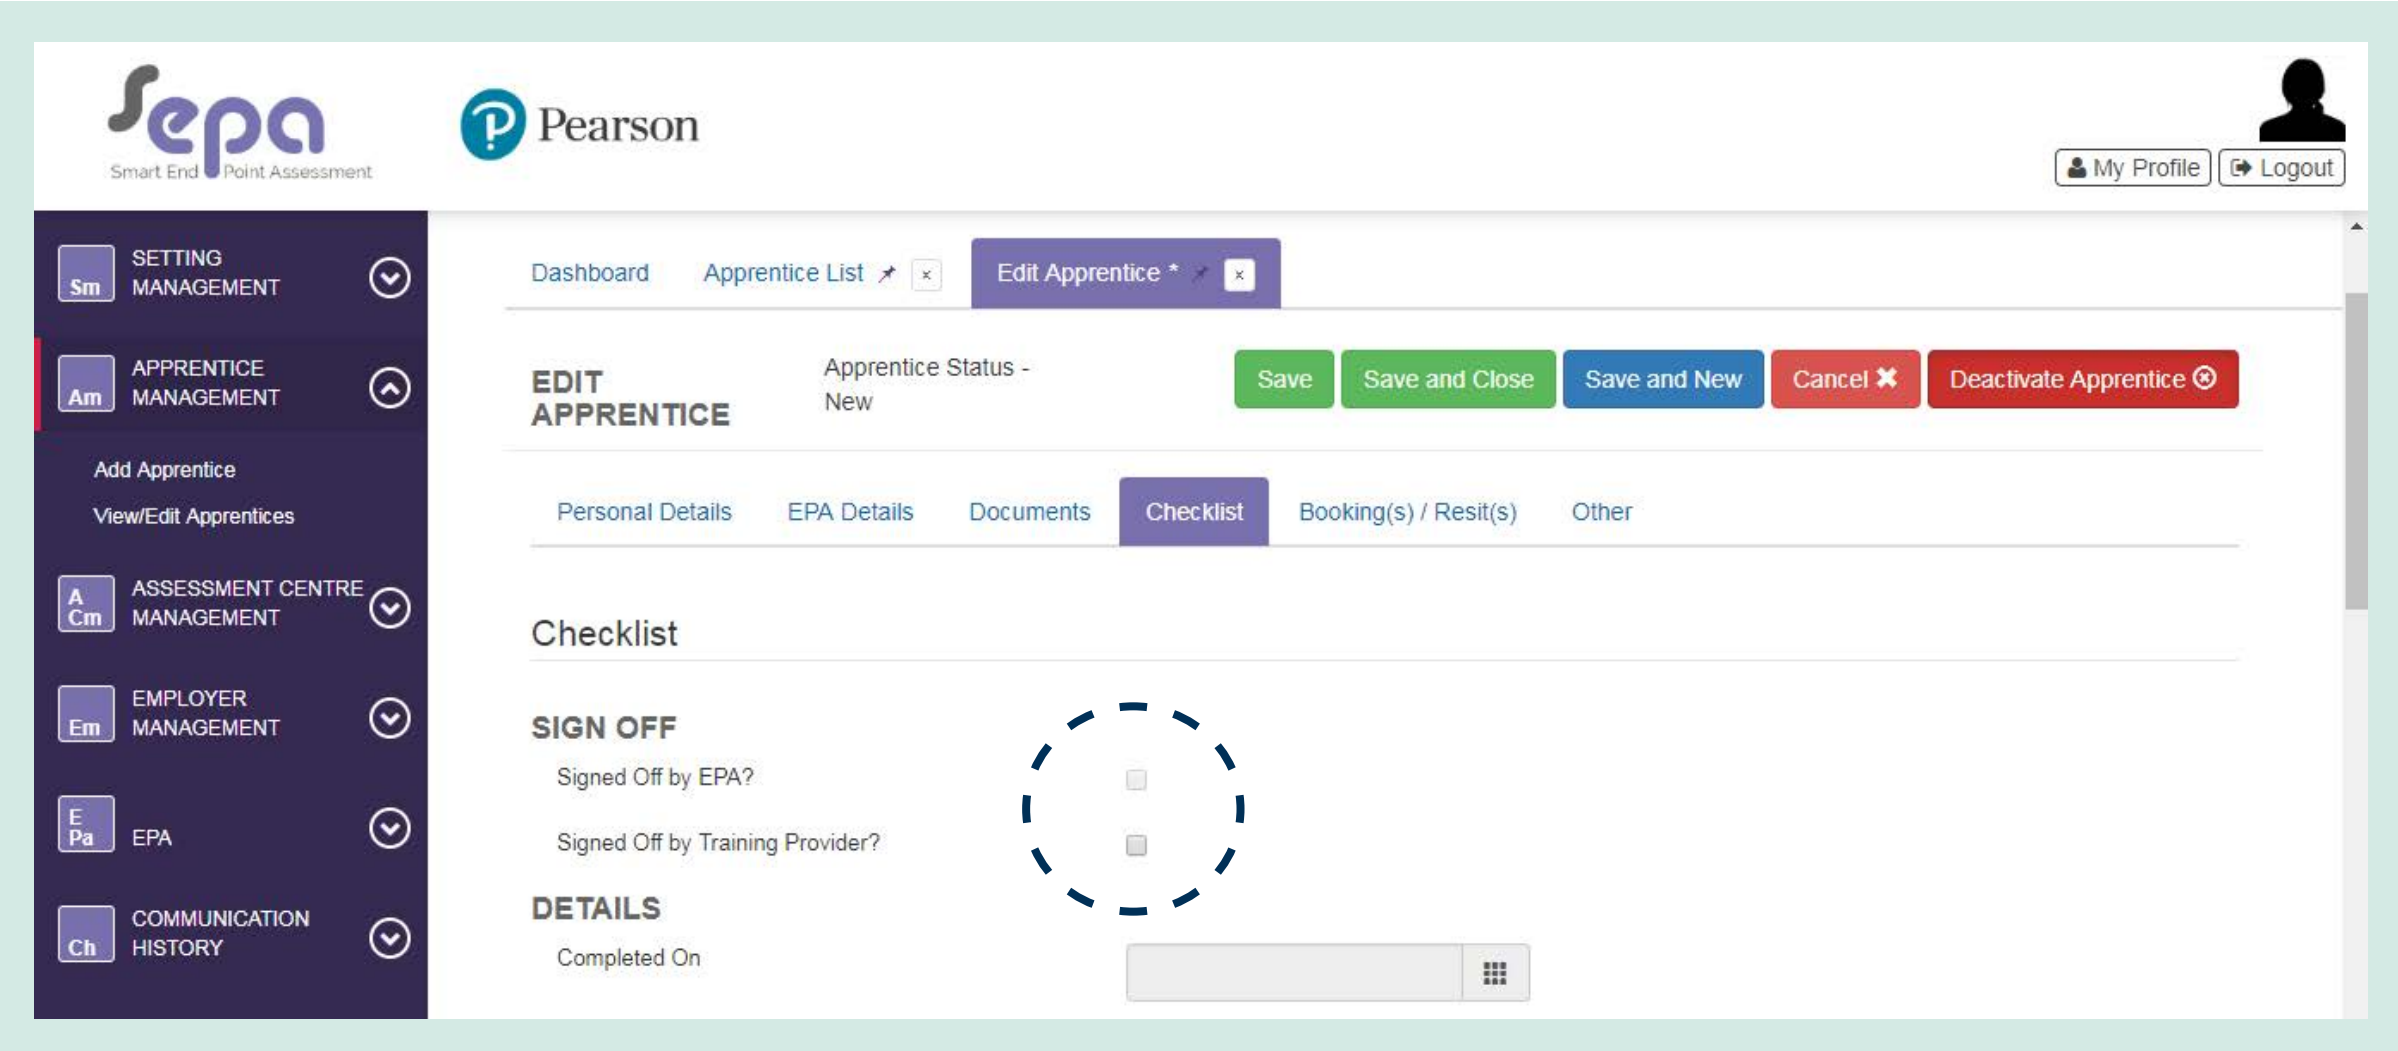 Sepa
Smart End Point Assessment
Pearson
My Profile
Logout
Sm
SETTING
MANAGEMENT
Am
APPRENTICE
MANAGEMENT
Add Apprentice
View/Edit Apprentices
A
Cm
ASSESSMENT CENTRE
MANAGEMENT
Em
EMPLOYER
MANAGEMENT
E
Pa
EPA
Ch
COMMUNICATION
HISTORY
Dashboard Apprentice List x Edit Apprentice * x
EDIT
APPRENTICE
Apprentice Status -
New
Save Save and Close Save and New Cancel Deactivate Apprentice
Personal Details EPA Details Documents Checklist Booking(s) / Resit(s) Other
Checklist
SIGN OFF
Signed Off by EPA?
Signed Off by Training Provider?
DETAILS
Completed On